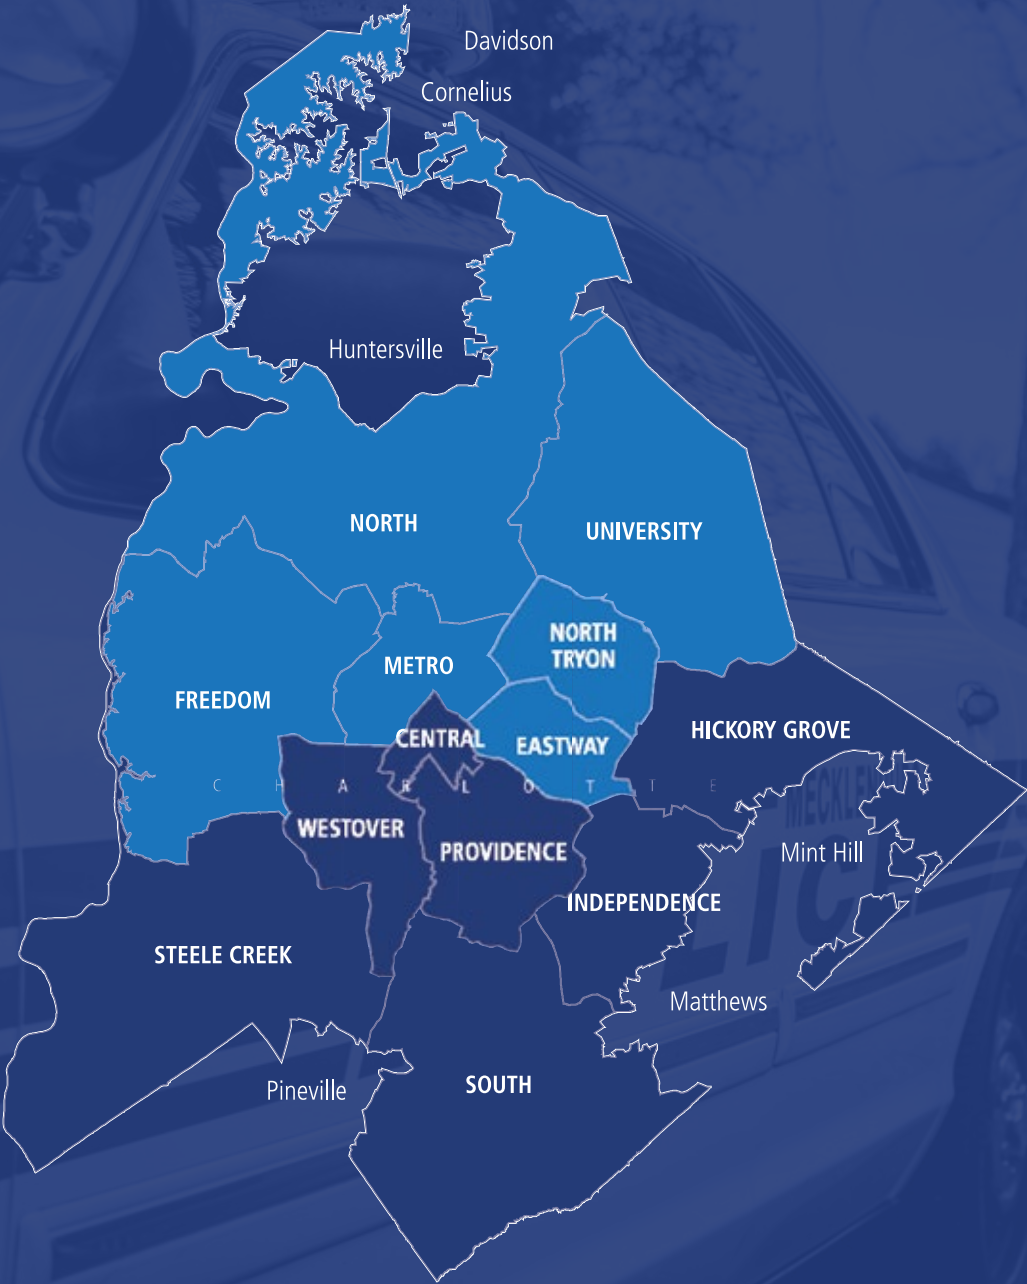 Davidson
Cornelius
Huntersville
NORTH
UNIVERSITY
NORTH
TRYON
METRO
FREEDOM
HICKORY GROVE
CENTRAL
EASTWAY
CHARLOTTE
WESTOVER
PROVIDENCE
Mint Hill
INDEPENDENCE
STEELE CREEK
Matthews
Pineville
SOUTH